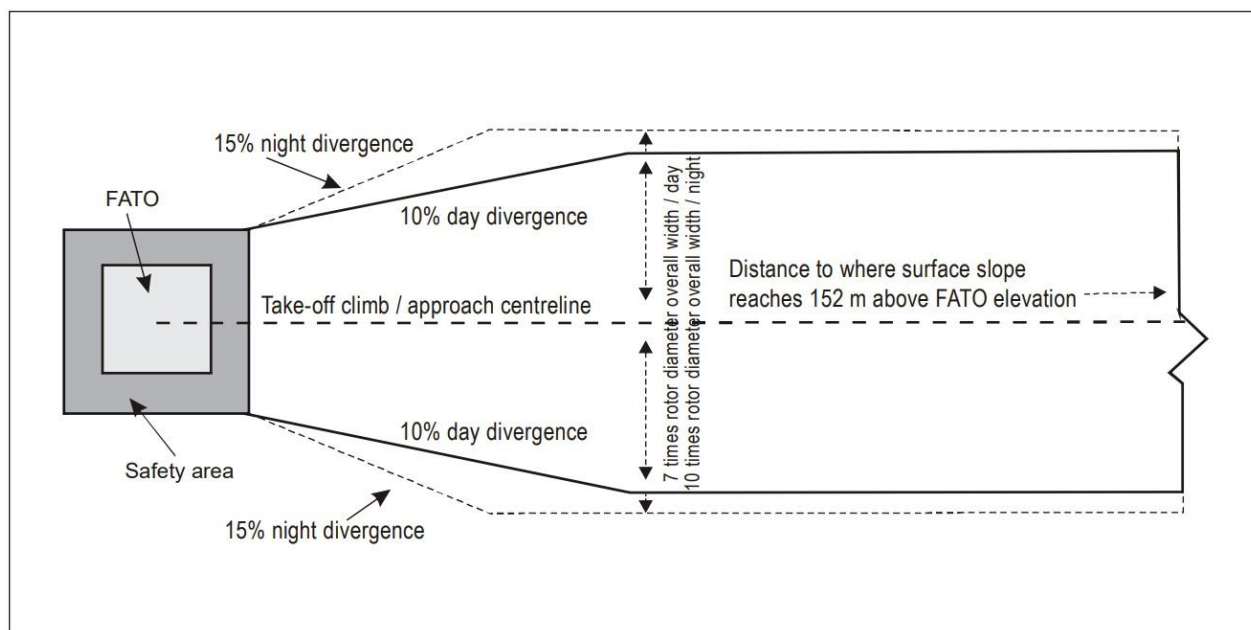 15% night divergence
FATO
10% day divergence
7 times rotor diameter overall width / day
10 times rotor diameter overall width / night
Distance to where surface slope
reaches 152 m above FATO elevation
Take-off climb / approach centreline
10% day divergence
Safety area
15% night divergence